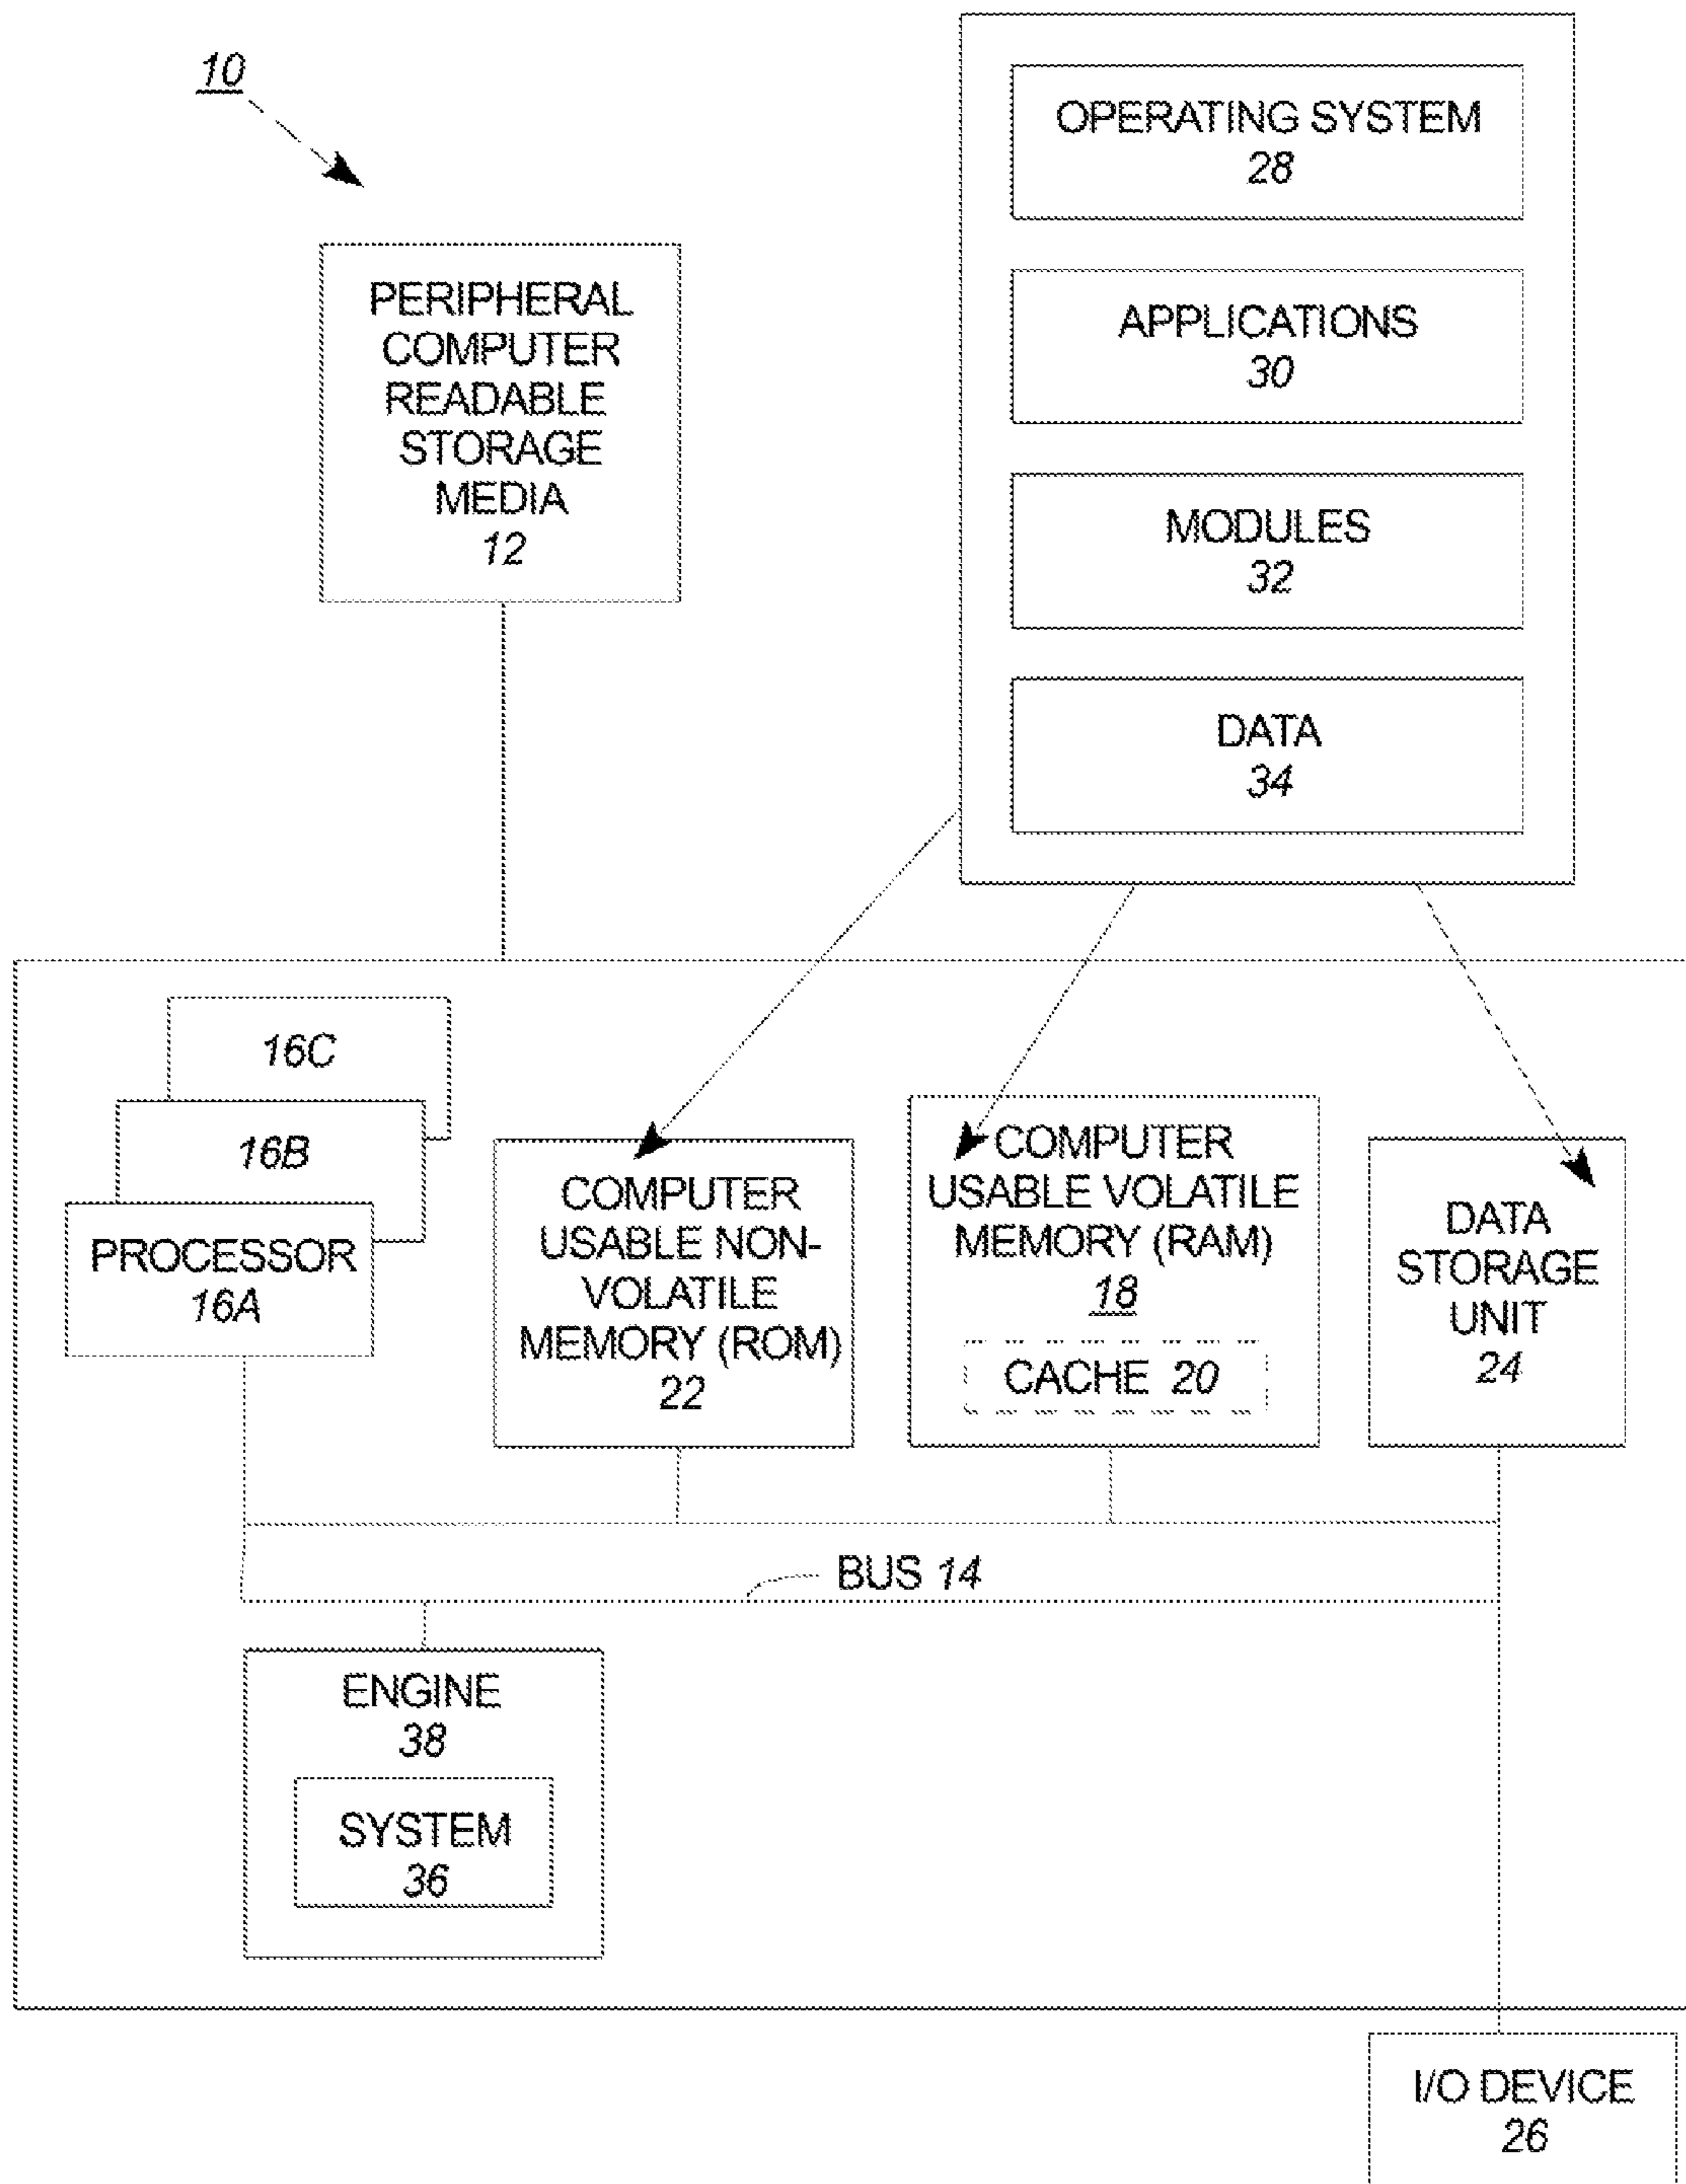 10
OPERATING SYSTEM
28
APPLICATIONS
30
MODULES
32
DATA
34
PERIPHERAL
COMPUTER
READABLE
STORAGE
MEDIA
12
16C
16B
PROCESSOR
16A
COMPUTER
USABLE NON-
VOLATILE
MEMORY (ROM)
22
COMPUTER
USABLE VOLATILE
MEMORY (RAM)
18
CACHE 20
DATA
STORAGE
UNIT
24
BUS 14
ENGINE
38
SYSTEM
36
I/O DEVICE
26